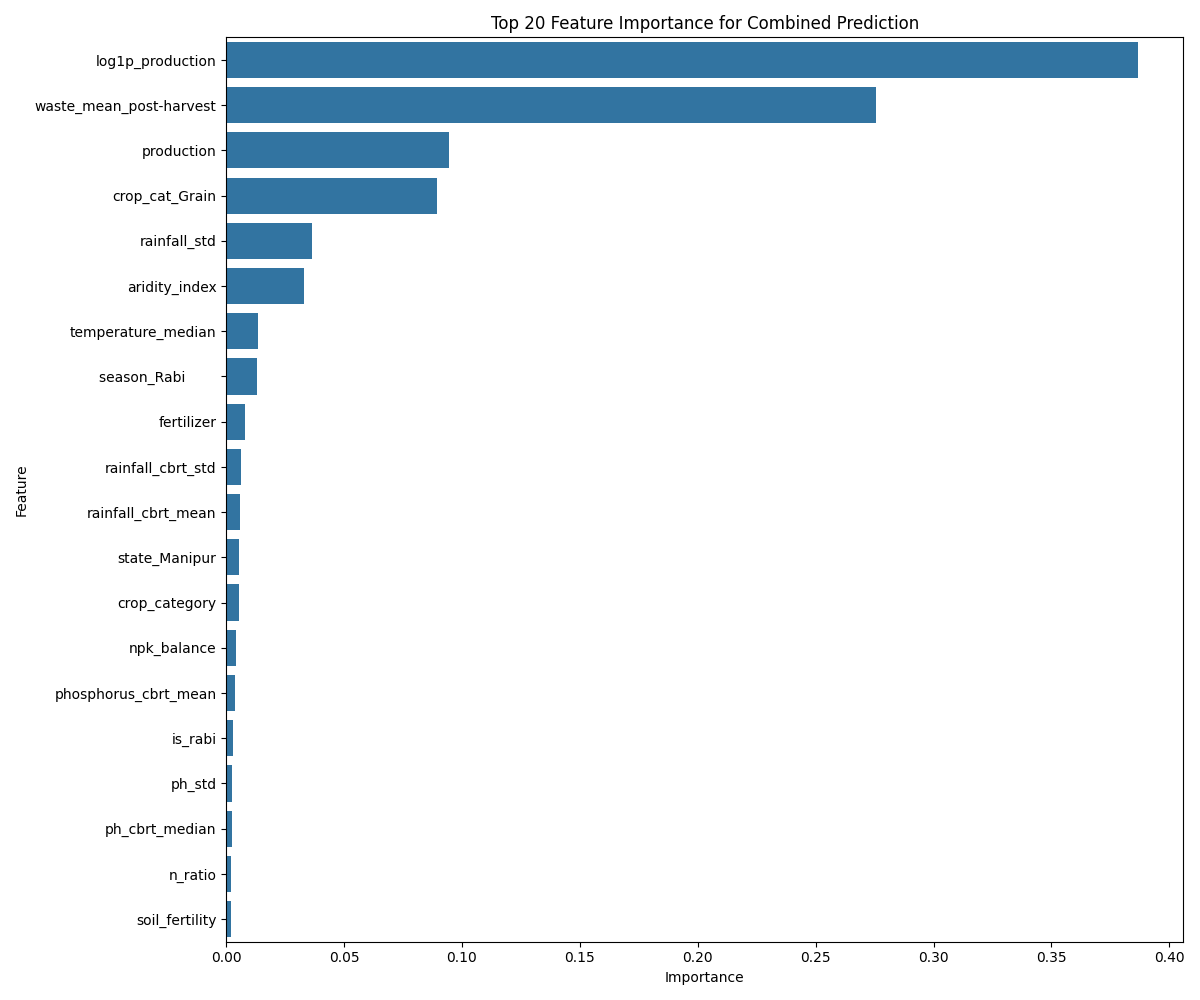 Top 20 Feature Importance for Combined Prediction
log1p_production
waste_mean_post-harvest
production
crop_cat_Grain
rainfall_std
aridity_index
temperature_median
season_Rabi
fertilizer
rainfall_cbrt_std
rainfall_cbrt_mean
state_Manipur
crop_category
npk_balance
phosphorus_cbrt_mean
is_rabi
ph_std
ph_cbrt_median
n_ratio
soil_fertility
Feature
0.00 0.05 0.10 0.15 0.20 0.25 0.30 0.35 0.40
Importance